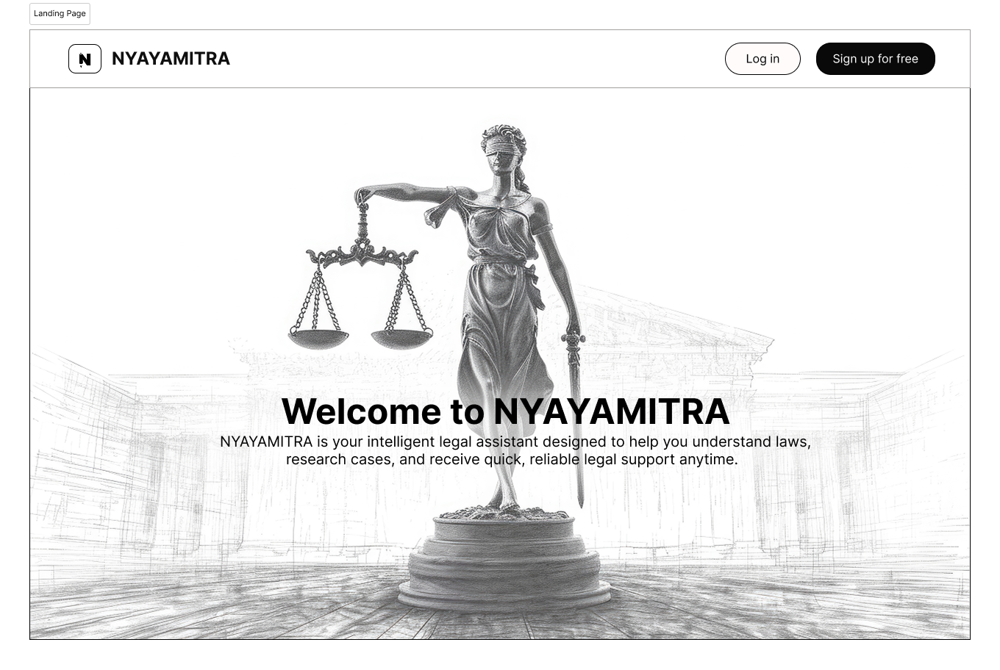 Landing Page
N
NYAYAMITRA
Log in
Sign up for free
Welcome to NYAYAMITRA
NYAYAMITRA is your intelligent legal assistant designed to help you understand laws,
research cases, and receive quick, reliable legal support anytime.